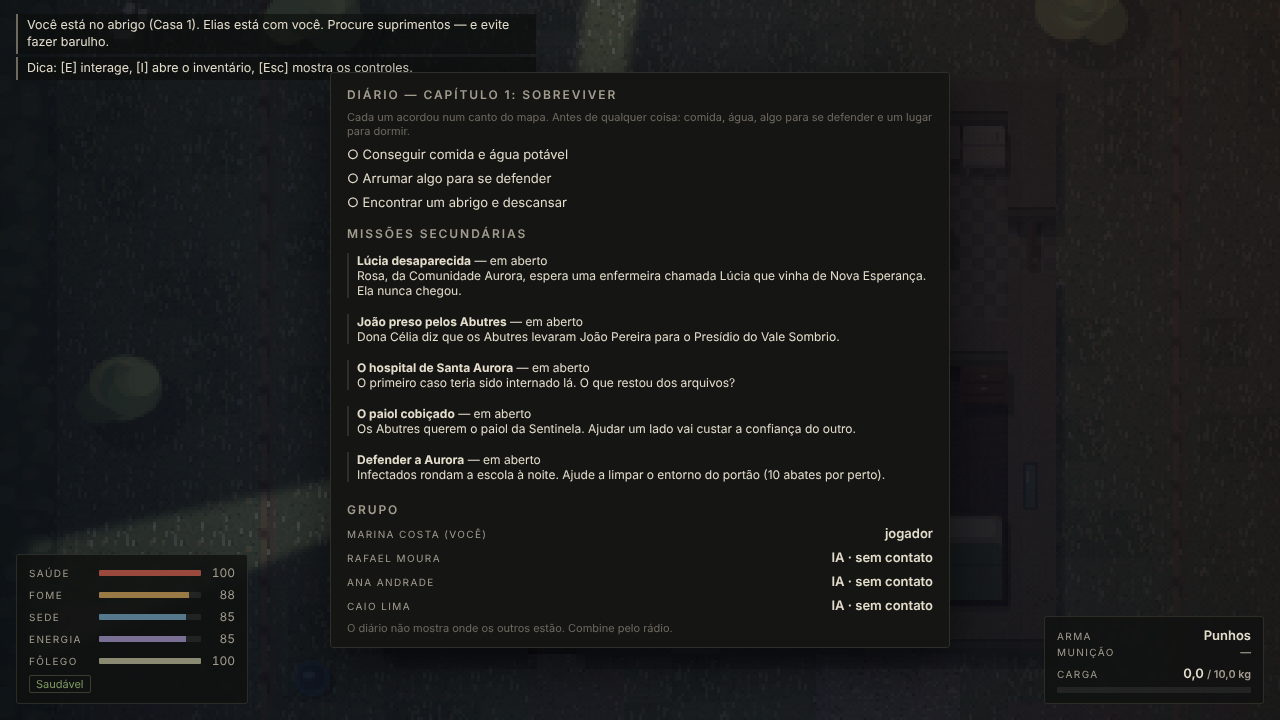 Você está no abrigo (Casa 1). Elias está com você. Procure suprimentos — e evite
fazer barulho.
Dica: [E] interage, [I] abre o inventário, [Esc] mostra os controles.
DIÁRIO — CAPÍTULO 1: SOBREVIVER
Cada um acordou num canto do mapa. Antes de qualquer coisa: comida, água, algo para se defender e um lugar
para dormir.
○ Conseguir comida e água potável
○ Arrumar algo para se defender
○ Encontrar um abrigo e descansar
MISSÕES SECUNDÁRIAS
Lúcia desaparecida — em aberto
Rosa, da Comunidade Aurora, espera uma enfermeira chamada Lúcia que vinha de Nova Esperança.
Ela nunca chegou.
João preso pelos Abutres — em aberto
Dona Célia diz que os Abutres levaram João Pereira para o Presídio do Vale Sombrio.
O hospital de Santa Aurora — em aberto
O primeiro caso teria sido internado lá. O que restou dos arquivos?
O paiol cobiçado — em aberto
Os Abutres querem o paiol da Sentinela. Ajudar um lado vai custar a confiança do outro.
Defender a Aurora — em aberto
Infectados rondam a escola à noite. Ajude a limpar o entorno do portão (10 abates por perto).
GRUPO
MARINA COSTA (VOCÊ) jogador
RAFAEL MOURA IA · sem contato
ANA ANDRADE IA · sem contato
CAIO LIMA IA · sem contato
O diário não mostra onde os outros estão. Combine pelo rádio.
SAÚDE 100
FOME 88
SEDE 85
ENERGIA 85
FÔLEGO 100
Saudável
ARMA Punhos
MUNIÇÃO —
CARGA 0,0 / 10,0 kg